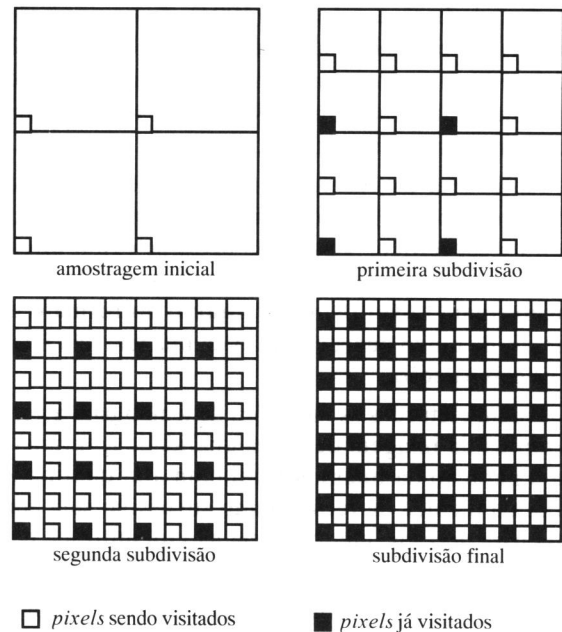 amostragem inicial
primeira subdivisão
segunda subdivisão
subdivisão final
pixels sendo visitados
pixels já visitados